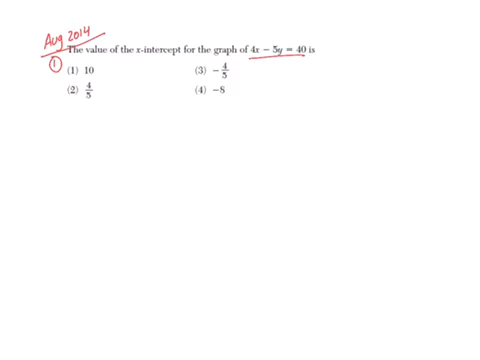 Aug 2014
The value of the x-intercept for the graph of 4x − 5y = 40 is
①
(1) 10 (3) −4/5
(2) 4/5 (4) −8